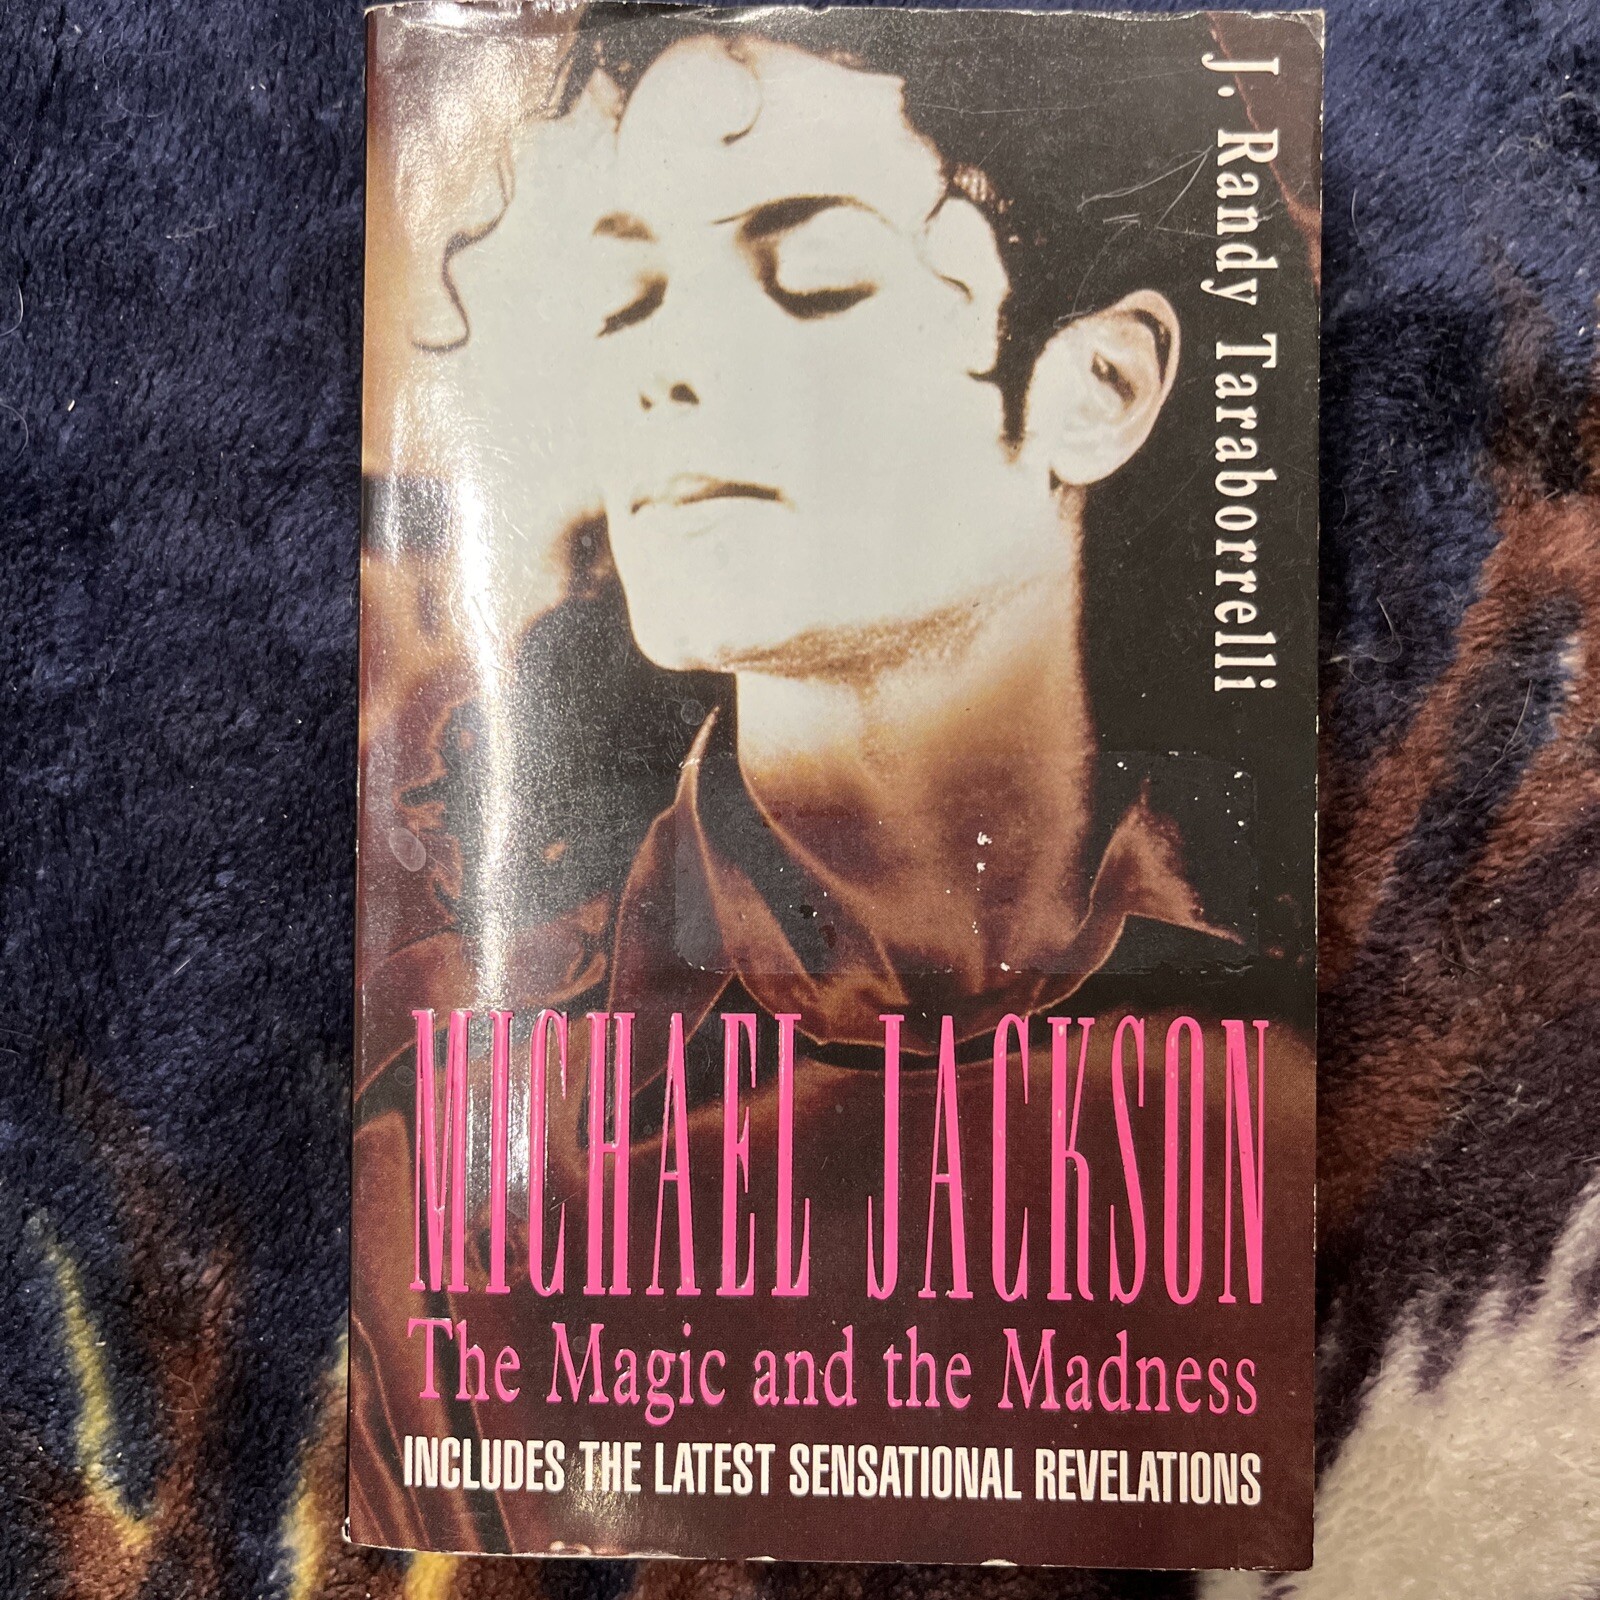 J. Randy Taraborrelli
MICHAEL JACKSON
The Magic and the Madness
INCLUDES THE LATEST SENSATIONAL REVELATIONS